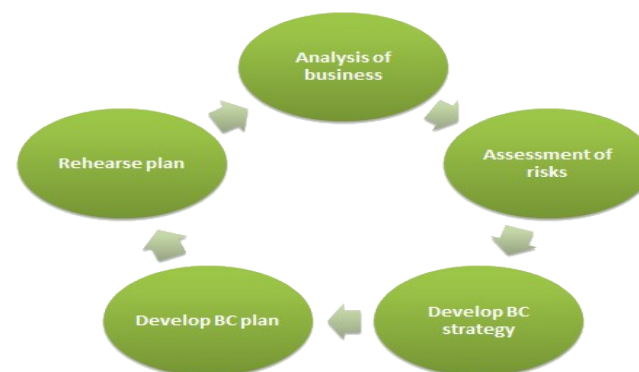 Analysis of
business
Assessment of
risks
Develop BC
strategy
Develop BC plan
Rehearse plan